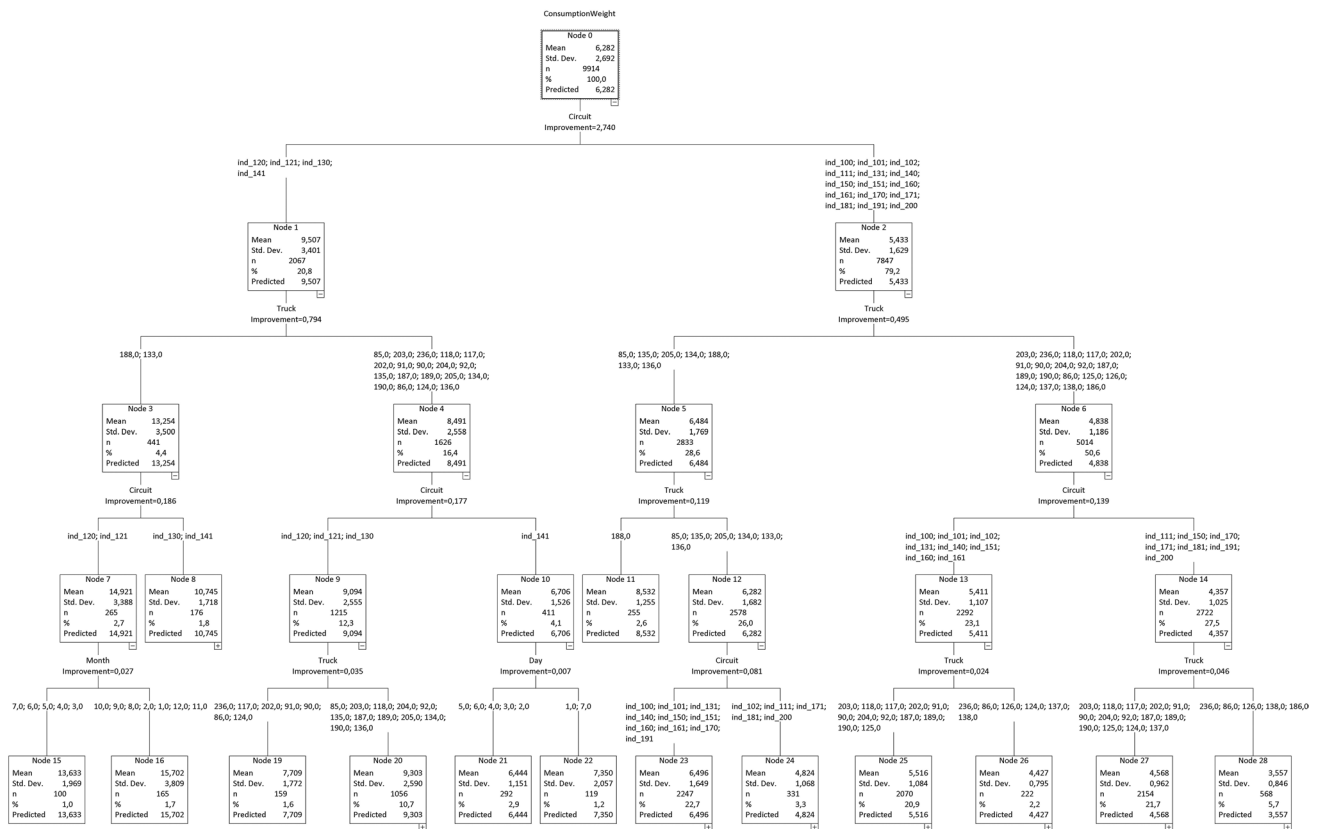 ConsumptionWeight
Node 0
Mean 6,282
Std. Dev. 2,692
n 9914
% 100,0
Predicted 6,282
Circuit
Improvement=2,740
ind_120; ind_121; ind_130;
ind_141
ind_100; ind_101; ind_102;
ind_111; ind_131; ind_140;
ind_150; ind_151; ind_160;
ind_161; ind_170; ind_171;
ind_181; ind_191; ind_200
Node 1
Mean 9,507
Std. Dev. 3,401
n 2067
% 20,8
Predicted 9,507
Node 2
Mean 5,433
Std. Dev. 1,629
n 7847
% 79,2
Predicted 5,433
Truck
Improvement=0,794
Truck
Improvement=0,495
188,0; 133,0
85,0; 203,0; 236,0; 118,0; 117,0;
202,0; 91,0; 90,0; 204,0; 92,0;
135,0; 187,0; 189,0; 205,0; 134,0;
190,0; 86,0; 124,0; 136,0
85,0; 135,0; 205,0; 134,0; 188,0;
133,0; 136,0
203,0; 236,0; 118,0; 117,0; 202,0;
91,0; 90,0; 204,0; 92,0; 187,0;
189,0; 190,0; 86,0; 125,0; 126,0;
124,0; 137,0; 138,0; 186,0
Node 3
Mean 13,254
Std. Dev. 3,500
n 441
% 4,4
Predicted 13,254
Node 4
Mean 8,491
Std. Dev. 2,558
n 1626
% 16,4
Predicted 8,491
Node 5
Mean 6,484
Std. Dev. 1,769
n 2833
% 28,6
Predicted 6,484
Node 6
Mean 4,838
Std. Dev. 1,186
n 5014
% 50,6
Predicted 4,838
Circuit
Improvement=0,186
Circuit
Improvement=0,177
Truck
Improvement=0,119
Circuit
Improvement=0,139
ind_120; ind_121
ind_130; ind_141
ind_120; ind_121; ind_130
ind_141
188,0
85,0; 135,0; 205,0; 134,0; 133,0;
136,0
ind_100; ind_101; ind_102;
ind_131; ind_140; ind_151;
ind_160; ind_161
ind_111; ind_150; ind_170;
ind_171; ind_181; ind_191;
ind_200
Node 7
Mean 14,921
Std. Dev. 3,388
n 265
% 2,7
Predicted 14,921
Node 8
Mean 10,745
Std. Dev. 1,718
n 176
% 1,8
Predicted 10,745
Node 9
Mean 9,094
Std. Dev. 2,555
n 1215
% 12,3
Predicted 9,094
Node 10
Mean 6,706
Std. Dev. 1,526
n 411
% 4,1
Predicted 6,706
Node 11
Mean 8,532
Std. Dev. 1,255
n 255
% 2,6
Predicted 8,532
Node 12
Mean 6,282
Std. Dev. 1,682
n 2578
% 26,0
Predicted 6,282
Node 13
Mean 5,411
Std. Dev. 1,107
n 2292
% 23,1
Predicted 5,411
Node 14
Mean 4,357
Std. Dev. 1,025
n 2722
% 27,5
Predicted 4,357
Month
Improvement=0,027
Truck
Improvement=0,035
Day
Improvement=0,007
Circuit
Improvement=0,081
Truck
Improvement=0,024
Truck
Improvement=0,046
7,0; 6,0; 5,0; 4,0; 3,0
10,0; 9,0; 8,0; 2,0; 1,0; 12,0; 11,0
236,0; 117,0; 202,0; 91,0; 90,0;
86,0; 124,0
85,0; 203,0; 118,0; 204,0; 92,0;
135,0; 187,0; 189,0; 205,0; 134,0;
190,0; 136,0
5,0; 6,0; 4,0; 3,0; 2,0
1,0; 7,0
ind_100; ind_101; ind_131;
ind_140; ind_150; ind_151;
ind_160; ind_161; ind_170;
ind_191
ind_102; ind_111; ind_171;
ind_181; ind_200
203,0; 118,0; 117,0; 202,0; 91,0;
90,0; 204,0; 92,0; 187,0; 189,0;
190,0; 125,0
236,0; 86,0; 126,0; 124,0; 137,0;
138,0
203,0; 118,0; 117,0; 202,0; 91,0;
90,0; 204,0; 92,0; 187,0; 189,0;
190,0; 125,0; 124,0; 137,0
236,0; 86,0; 126,0; 138,0; 186,0
Node 15
Mean 13,633
Std. Dev. 1,969
n 100
% 1,0
Predicted 13,633
Node 16
Mean 15,702
Std. Dev. 3,809
n 165
% 1,7
Predicted 15,702
Node 19
Mean 7,709
Std. Dev. 1,772
n 159
% 1,6
Predicted 7,709
Node 20
Mean 9,303
Std. Dev. 2,590
n 1056
% 10,7
Predicted 9,303
Node 21
Mean 6,444
Std. Dev. 1,151
n 292
% 2,9
Predicted 6,444
Node 22
Mean 7,350
Std. Dev. 2,057
n 119
% 1,2
Predicted 7,350
Node 23
Mean 6,496
Std. Dev. 1,649
n 2247
% 22,7
Predicted 6,496
Node 24
Mean 4,824
Std. Dev. 1,068
n 331
% 3,3
Predicted 4,824
Node 25
Mean 5,516
Std. Dev. 1,084
n 2070
% 20,9
Predicted 5,516
Node 26
Mean 4,427
Std. Dev. 0,795
n 222
% 2,2
Predicted 4,427
Node 27
Mean 4,568
Std. Dev. 0,962
n 2154
% 21,7
Predicted 4,568
Node 28
Mean 3,557
Std. Dev. 0,846
n 568
% 5,7
Predicted 3,557